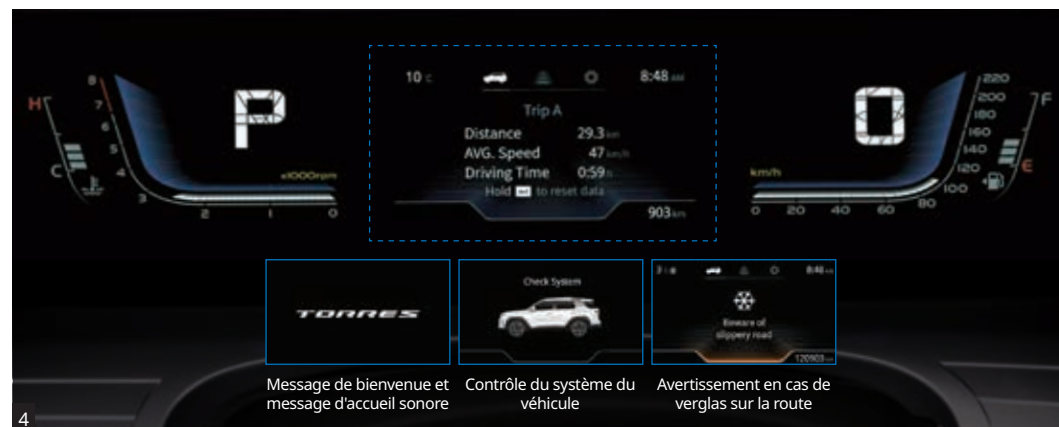 10 c
8:48 AM
Trip A
Distance 29.3 km
AVG. Speed 47 km/h
Driving Time 0:59 h
Hold to reset data
903 km
H
C
8
7
6
5
4
3
2
1
0
x1000rpm
P
0
km/h
0
20
40
60
80
100
120
140
160
180
200
220
F
E
TORRES
Check System
8:48
Beware of
slippery road
120903
Message de bienvenue et
message d'accueil sonore
Contrôle du système du
véhicule
Avertissement en cas de
verglas sur la route
4